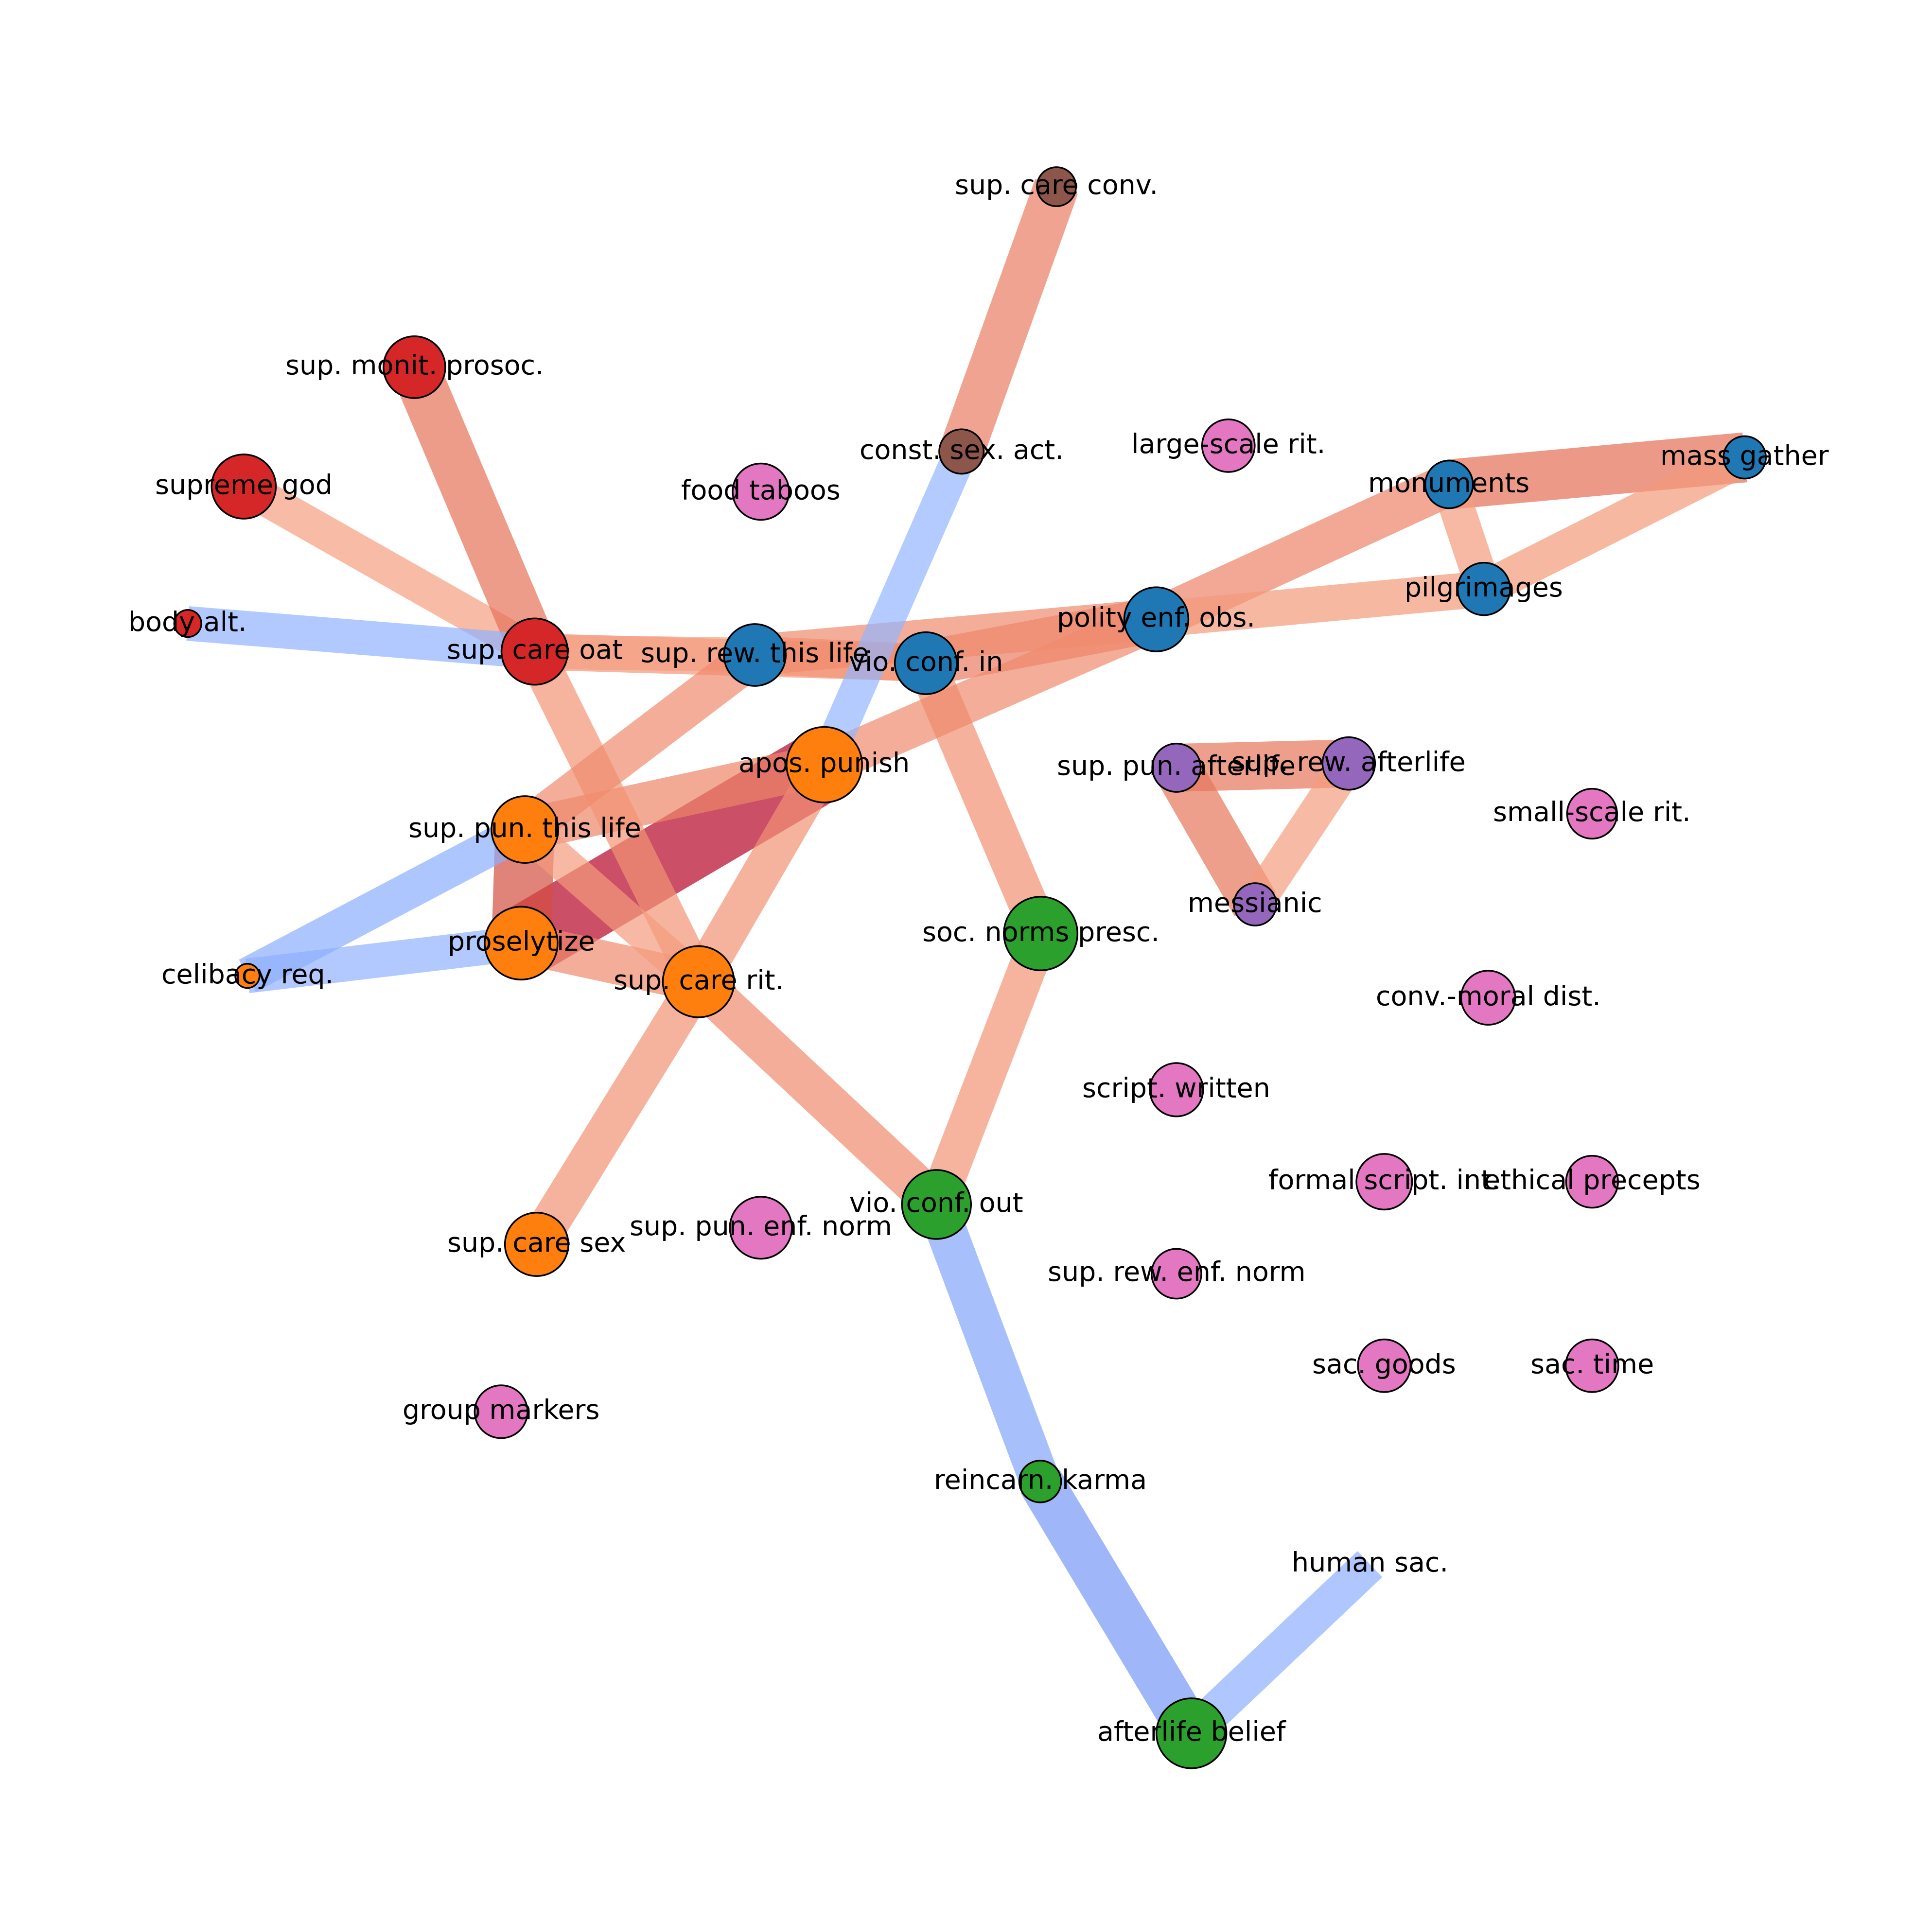 sup. care conv.
sup. monit. prosoc.
const. sex. act.
large-scale rit.
mass gather
supreme god
food taboos
monuments
pilgrimages
body alt.
polity enf. obs.
sup. care oat
sup. rew. this life
vio. conf. in
apos. punish
sup. pun. afterlife
sup. rew. afterlife
small-scale rit.
sup. pun. this life
messianic
proselytize
soc. norms presc.
celibacy req.
sup. care rit.
conv.-moral dist.
script. written
formal script. int.
ethical precepts
vio. conf. out
sup. pun. enf. norm
sup. care sex
sup. rew. enf. norm
sac. goods
sac. time
group markers
reincarn. karma
human sac.
afterlife belief